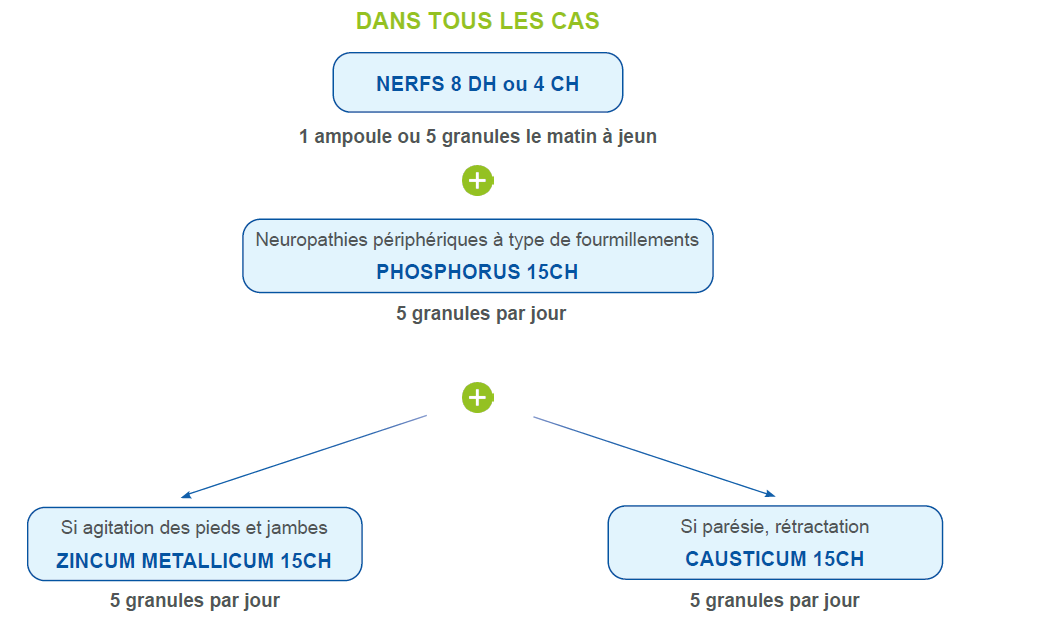 DANS TOUS LES CAS
NERFS 8 DH ou 4 CH
1 ampoule ou 5 granules le matin à jeun
Neuropathies périphériques à type de fourmillements
PHOSPHORUS 15CH
5 granules par jour
Si agitation des pieds et jambes
ZINCUM METALLICUM 15CH
5 granules par jour
Si parésie, rétractation
CAUSTICUM 15CH
5 granules par jour